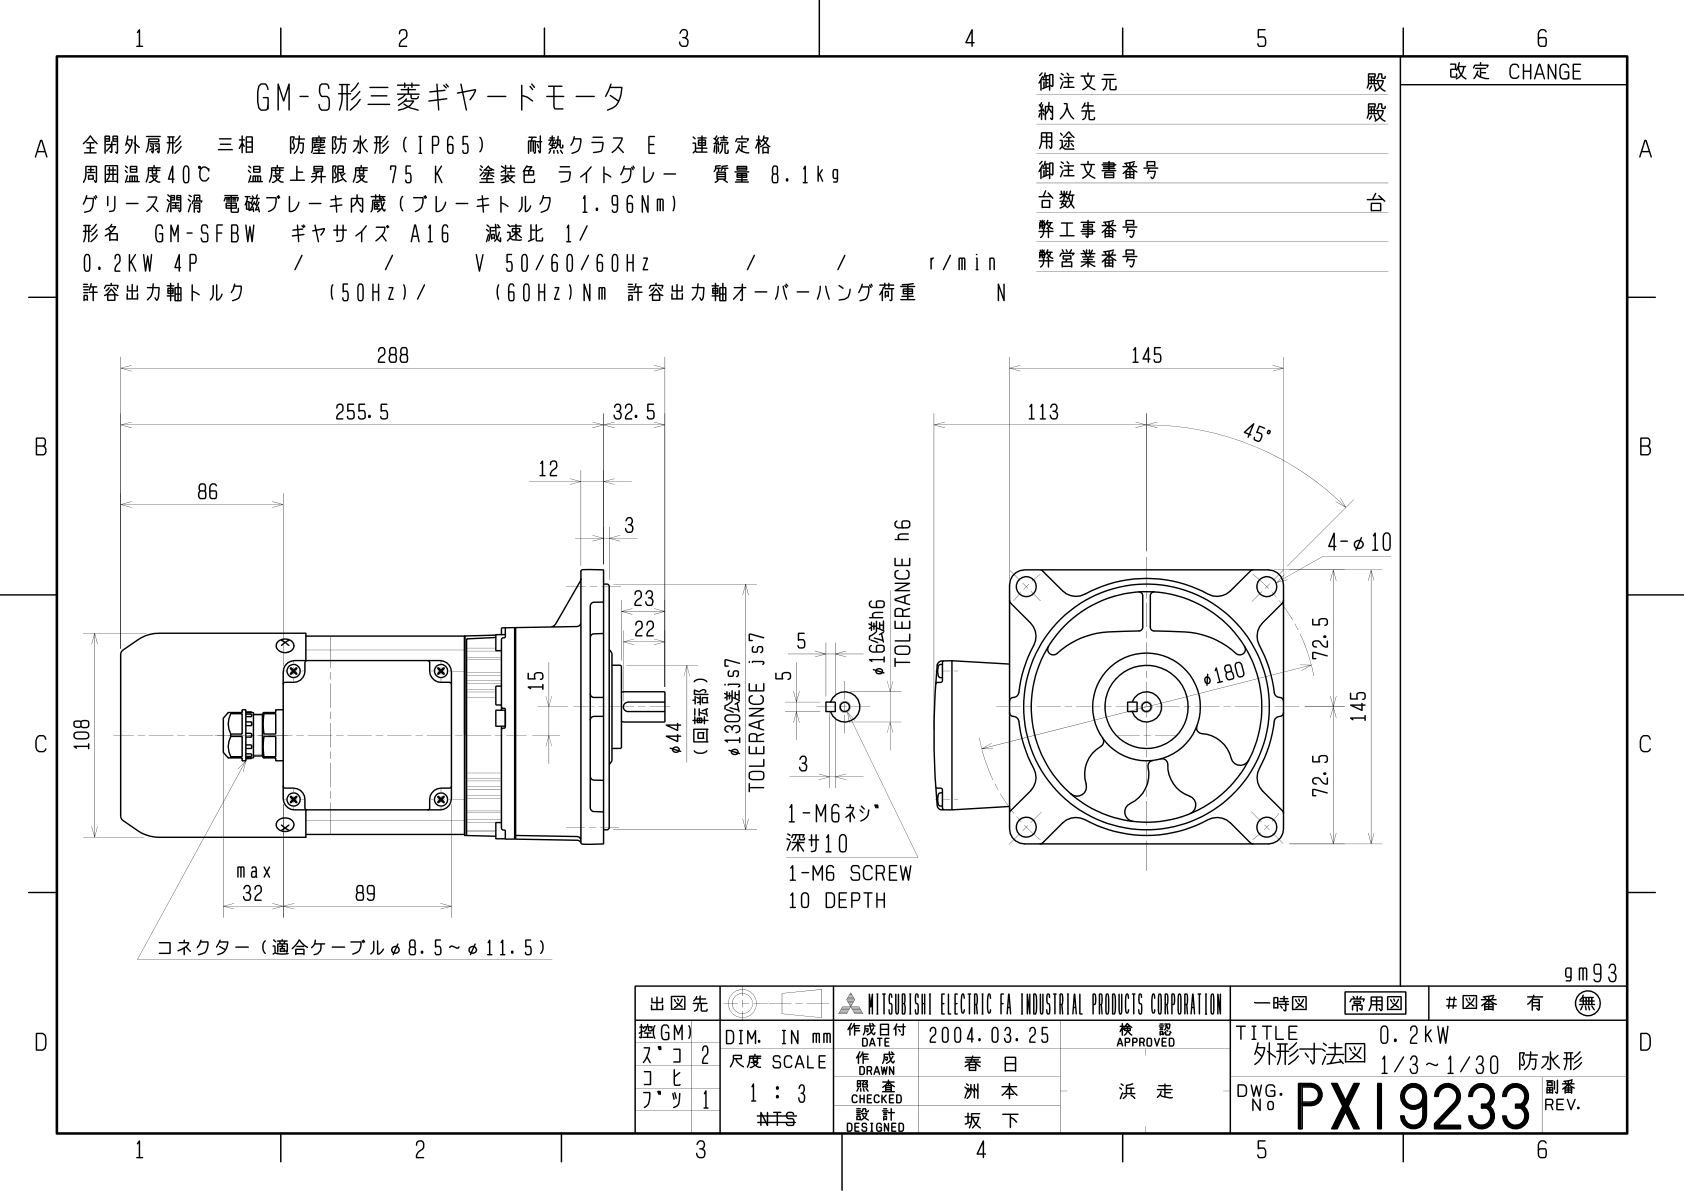 1 2 3 4 5 6
改定 CHANGE
GM-S形三菱ギヤードモータ
全閉外扇形 三相 防塵防水形(IP65) 耐熱クラス E 連続定格
周囲温度40℃ 温度上昇限度 75 K 塗装色 ライトグレー 質量 8.1kg
グリース潤滑 電磁ブレーキ内蔵(ブレーキトルク 1.96Nm)
形名 GM-SFBW ギヤサイズ A16 減速比 1/
0.2KW 4P / / V 50/60/60Hz / / r/min
許容出力軸トルク (50Hz)/ (60Hz)Nm 許容出力軸オーバーハング荷重 N
御注文元 殿
納入先 殿
用途
御注文書番号
台数 台
弊工事番号
弊営業番号
A A
B B
C C
D D
288
255.5 32.5
12
86
3
23
22
15
108
max
32 89
コネクター(適合ケーブルφ8.5~φ11.5)
φ44
(回転部)
φ130公差js7
TOLERANCE js7
5
5
3
φ16公差h6
TOLERANCE h6
1-M6ネジ
深サ10
1-M6 SCREW
10 DEPTH
145
113
45°
4-φ10
72.5
φ180
145
72.5
gm93
出図先
控(GM)
ズコ 2
コピ
ブツ 1
DIM. IN mm
尺度 SCALE
1 : 3
NTS
MITSUBISHI ELECTRIC FA INDUSTRIAL PRODUCTS CORPORATION
作成日付
DATE
2004.03.25
検認
APPROVED
作成
DRAWN
春日
照査
CHECKED
洲本
浜走
設計
DESIGNED
坂下
一時図 常用図 #図番 有 無
TITLE 0.2kW
外形寸法図 1/3~1/30 防水形
DWG.
No
PX19233
副番
REV.
1 2 3 4 5 6